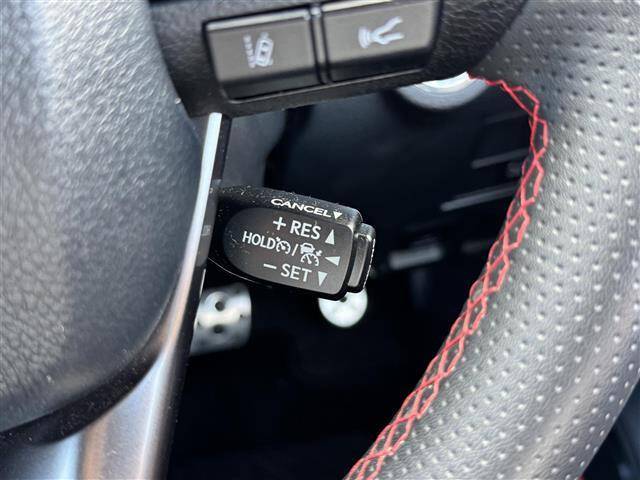 CANCEL▼
+ RES ▲
HOLD /
− SET ▼